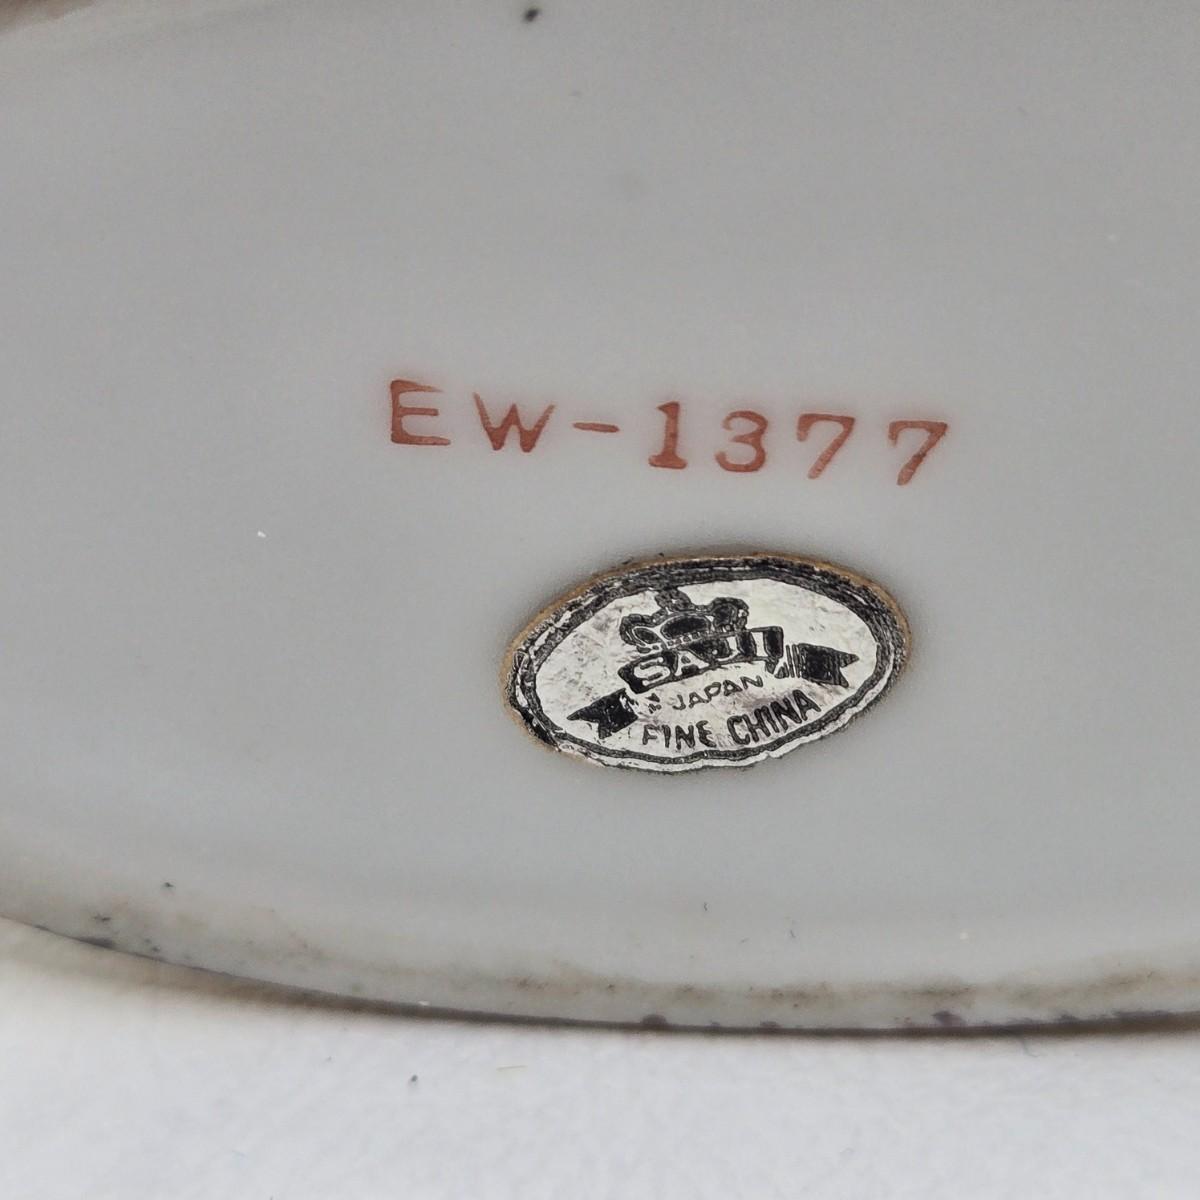 EW-1377
SAJI
JAPAN
FINE CHINA